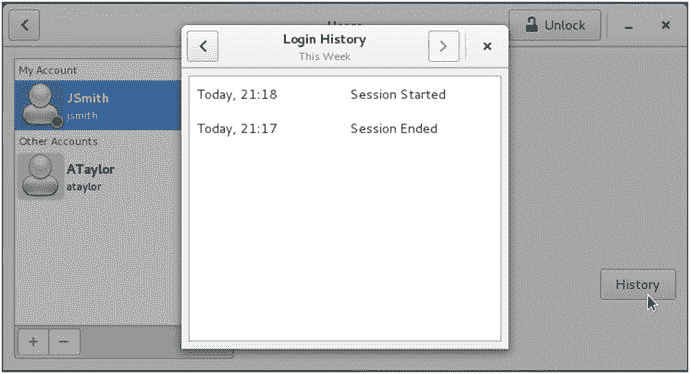 Users
Unlock
Login History
This Week
My Account
JSmith
jsmith
Other Accounts
ATaylor
ataylor
Today, 21:18 Session Started
Today, 21:17 Session Ended
History
+ −